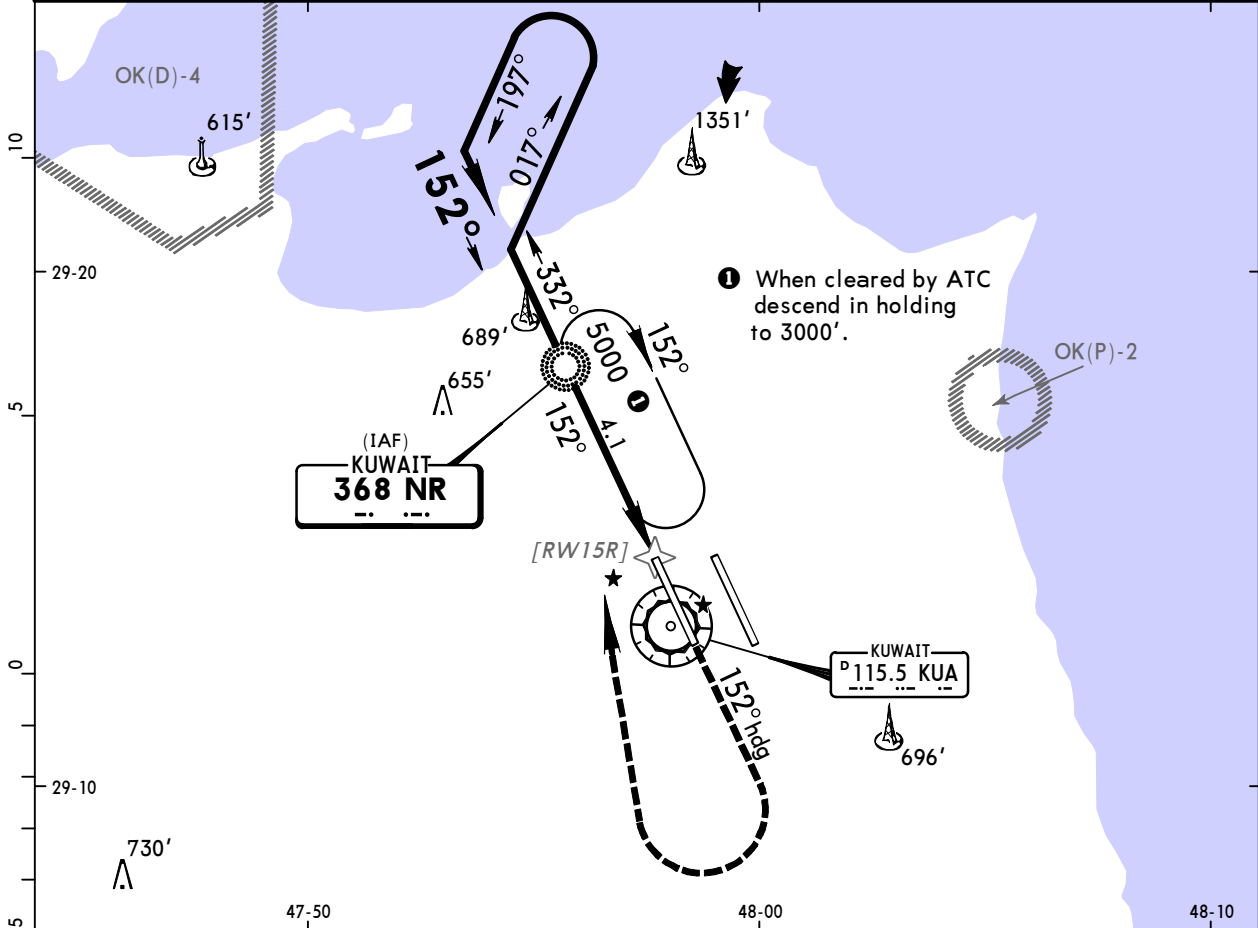 OK(D)-4
615'
197°
017°
1351'
10
152°
29-20
332°
❶ When cleared by ATC
descend in holding
to 3000'.
689'
5000 ❶
152°
OK(P)-2
655'
5
152°
4.1
(IAF)
KUWAIT
368 NR
[RW15R]
0
KUWAIT
D 115.5 KUA
152° hdg
696'
29-10
730'
5
47-50
48-00
48-10